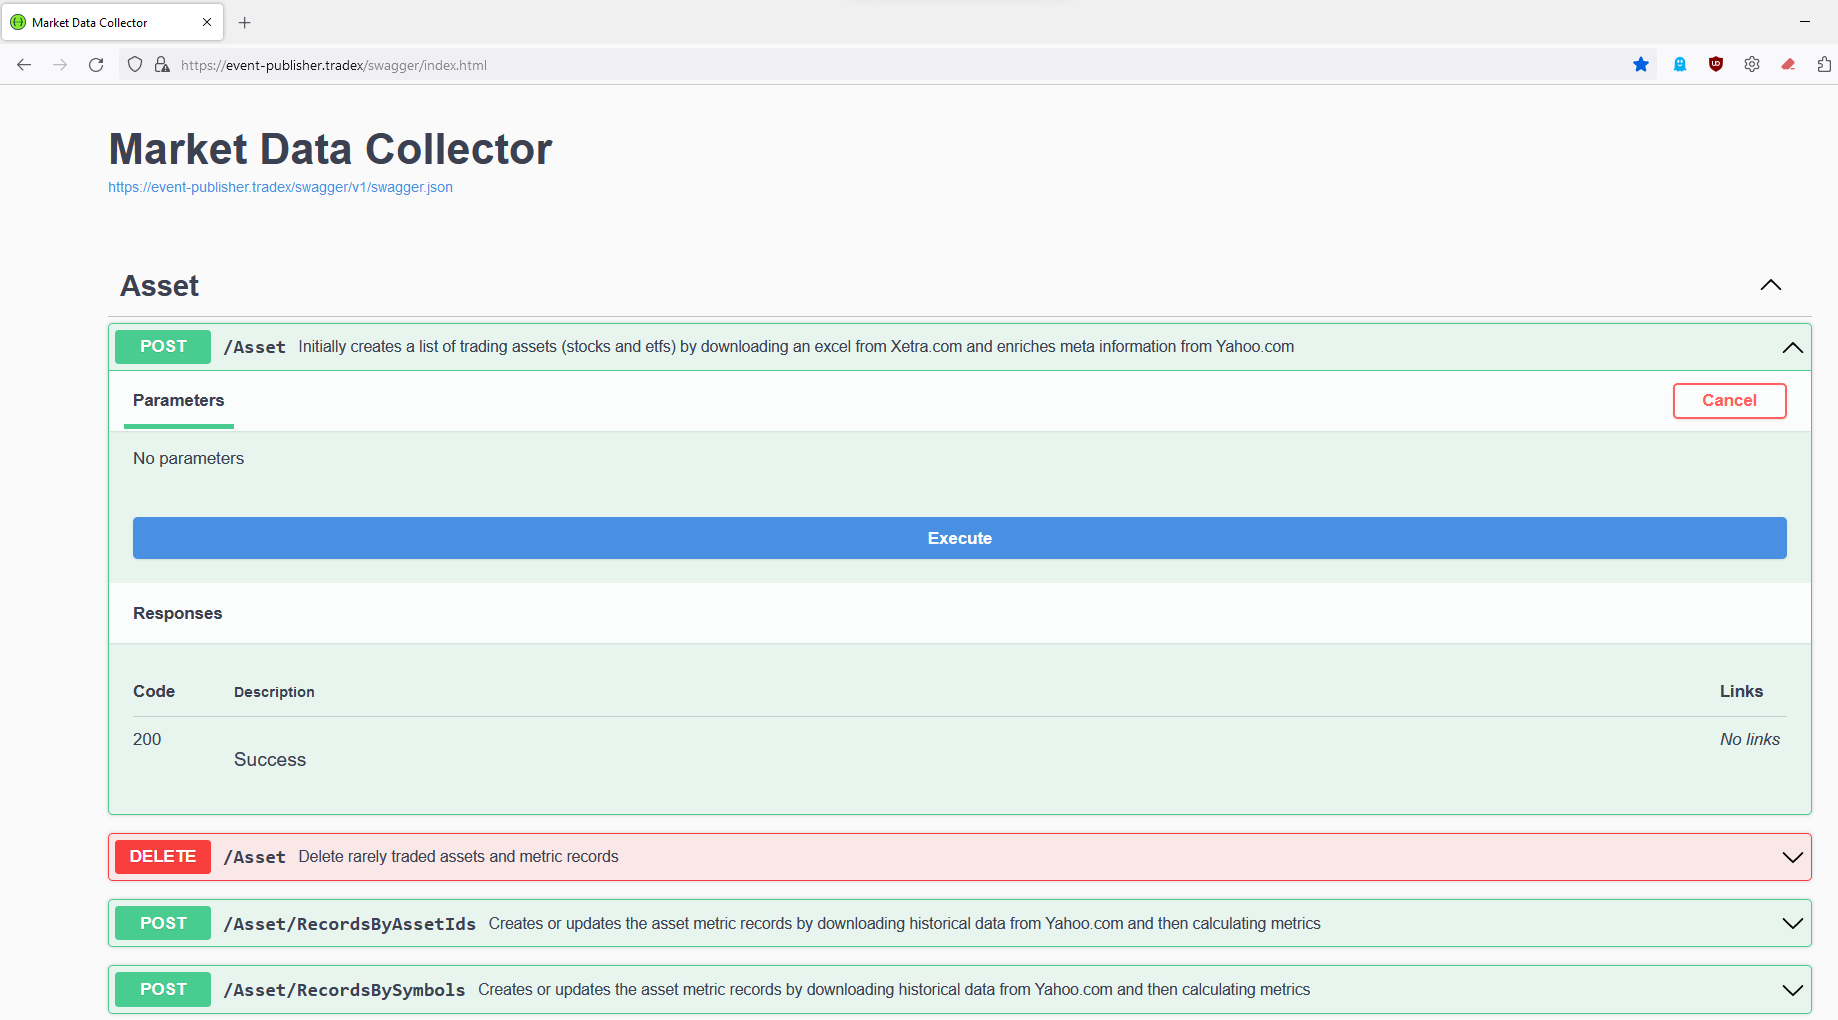 Market Data Collector
https://event-publisher.tradex/swagger/index.html
Market Data Collector
https://event-publisher.tradex/swagger/v1/swagger.json
Asset
POST /Asset Initially creates a list of trading assets (stocks and etfs) by downloading an excel from Xetra.com and enriches meta information from Yahoo.com
Parameters Cancel
No parameters
Execute
Responses
Code Description Links
200 No links
Success
DELETE /Asset Delete rarely traded assets and metric records
POST /Asset/RecordsByAssetIds Creates or updates the asset metric records by downloading historical data from Yahoo.com and then calculating metrics
POST /Asset/RecordsBySymbols Creates or updates the asset metric records by downloading historical data from Yahoo.com and then calculating metrics